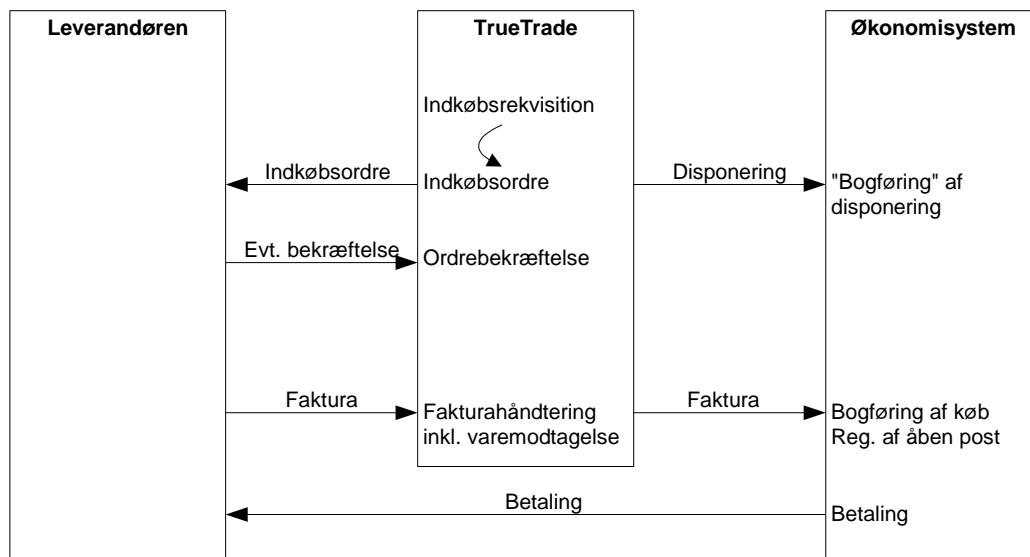 Leverandøren
TrueTrade
Økonomisystem
Indkøbsrekvisition
Indkøbsordre
Indkøbsordre
Disponering
"Bogføring" af
disponering
Evt. bekræftelse
Ordrebekræftelse
Faktura
Fakturahåndtering
inkl. varemodtagelse
Faktura
Bogføring af køb
Reg. af åben post
Betaling
Betaling